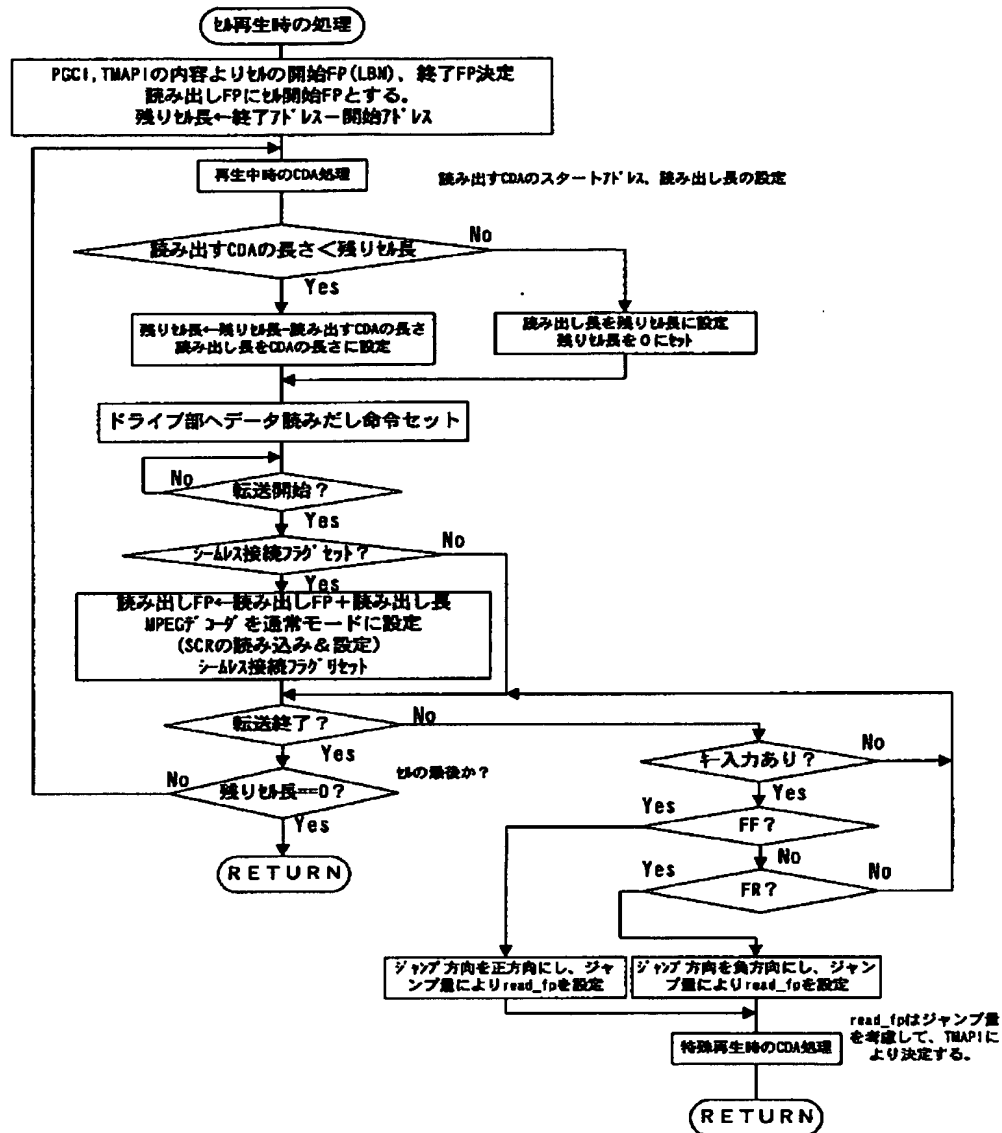 ｾﾙ再生時の処理
PGCI,TMAPIの内容よりｾﾙの開始FP(LBN)、終了FP決定
読み出しFPにｾﾙ開始FPとする。
残りｾﾙ長←終了ｱﾄﾞﾚｽ－開始ｱﾄﾞﾚｽ
再生中時のCDA処理
読み出すCDAのスタートｱﾄﾞﾚｽ、読み出し長の設定
読み出すCDAの長さ＜残りｾﾙ長
No
Yes
残りｾﾙ長←残りｾﾙ長-読み出すCDAの長さ
読み出し長をCDAの長さに設定
読み出し長を残りｾﾙ長に設定
残りｾﾙ長を０にｾｯﾄ
ドライブ部へデータ読みだし命令セット
No
転送開始？
Yes
ｼｰﾑﾚｽ接続ﾌﾗｸﾞｾｯﾄ？
No
Yes
読み出しFP←読み出しFP＋読み出し長
MPEGﾃﾞｺｰﾀﾞを通常モードに設定
(SCRの読み込み＆設定)
ｼｰﾑﾚｽ接続ﾌﾗｸﾞﾘｾｯﾄ
転送終了？
No
Yes
ｾﾙの最後か？
No
残りｾﾙ長==0？
Yes
RETURN
ｷｰ入力あり？
No
Yes
Yes
FF？
No
Yes
FR？
No
ｼﾞｬﾝﾌﾟ方向を正方向にし、ジャ
ンプ量によりread_fpを設定
ｼﾞｬﾝﾌﾟ方向を負方向にし、ジャン
プ量によりread_fpを設定
read_fpはジャンプ量
を考慮して、TMAPIに
より決定する。
特殊再生時のCDA処理
RETURN